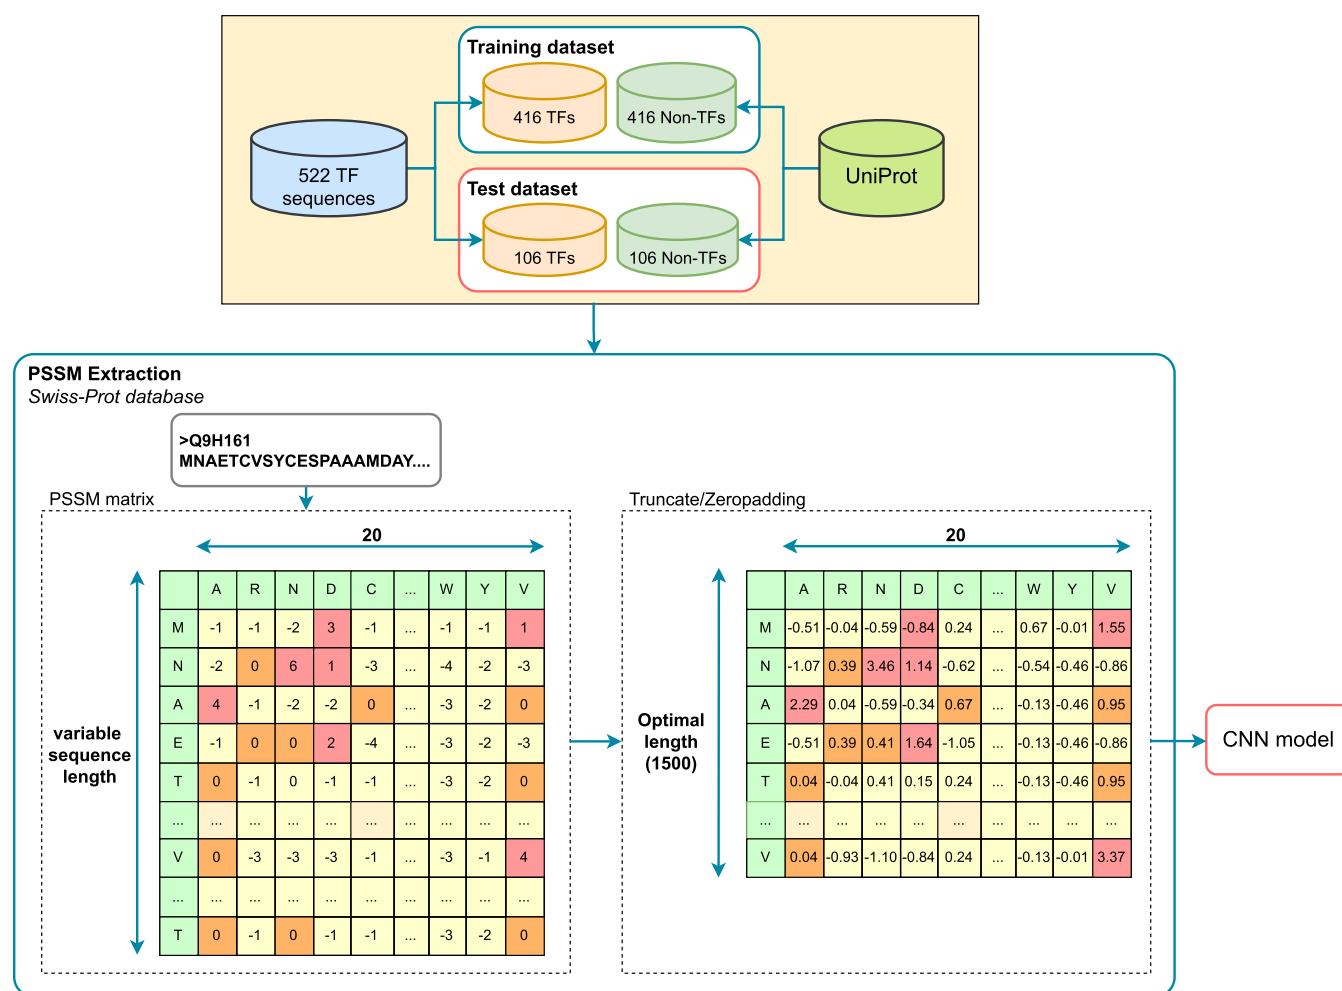 Training dataset
416 TFs
416 Non-TFs
522 TF
sequences
UniProt
Test dataset
106 TFs
106 Non-TFs
PSSM Extraction
Swiss-Prot database
>Q9H161
MNAETCVSYCESPAAAMDAY....
PSSM matrix
20
variable
sequence
length
A R N D C ... W Y V
M -1 -1 -2 3 -1 ... -1 -1 1
N -2 0 6 1 -3 ... -4 -2 -3
A 4 -1 -2 -2 0 ... -3 -2 0
E -1 0 0 2 -4 ... -3 -2 -3
T 0 -1 0 -1 -1 ... -3 -2 0
... ... ... ... ... ... ... ... ... ...
V 0 -3 -3 -3 -1 ... -3 -1 4
... ... ... ... ... ... ... ... ... ...
T 0 -1 0 -1 -1 ... -3 -2 0
Truncate/Zeropadding
20
Optimal
length
(1500)
A R N D C ... W Y V
M -0.51 -0.04 -0.59 -0.84 0.24 ... 0.67 -0.01 1.55
N -1.07 0.39 3.46 1.14 -0.62 ... -0.54 -0.46 -0.86
A 2.29 0.04 -0.59 -0.34 0.67 ... -0.13 -0.46 0.95
E -0.51 0.39 0.41 1.64 -1.05 ... -0.13 -0.46 -0.86
T 0.04 -0.04 0.41 0.15 0.24 ... -0.13 -0.46 0.95
... ... ... ... ... ... ... ... ... ...
V 0.04 -0.93 -1.10 -0.84 0.24 ... -0.13 -0.01 3.37
CNN model